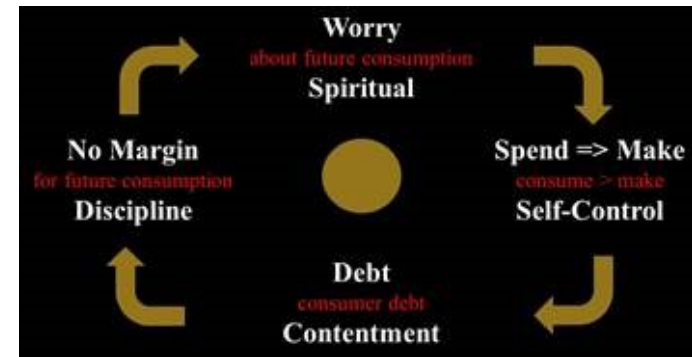 Worry
about future consumption
Spiritual
Spend => Make
consume > make
Self-Control
Debt
consumer debt
Contentment
No Margin
for future consumption
Discipline